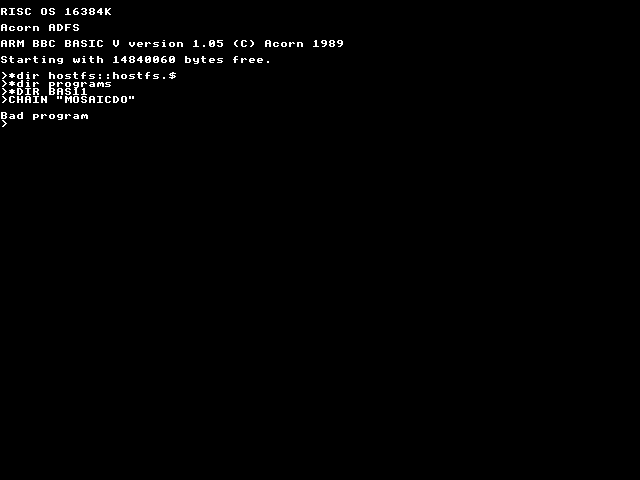 RISC OS 16384K
Acorn ADFS
ARM BBC BASIC V version 1.05 (C) Acorn 1989
Starting with 14840060 bytes free.
>*dir hostfs::hostfs.$
>*dir programs
>*DIR BAS11
>CHAIN "MOSAICDO"
Bad program
>